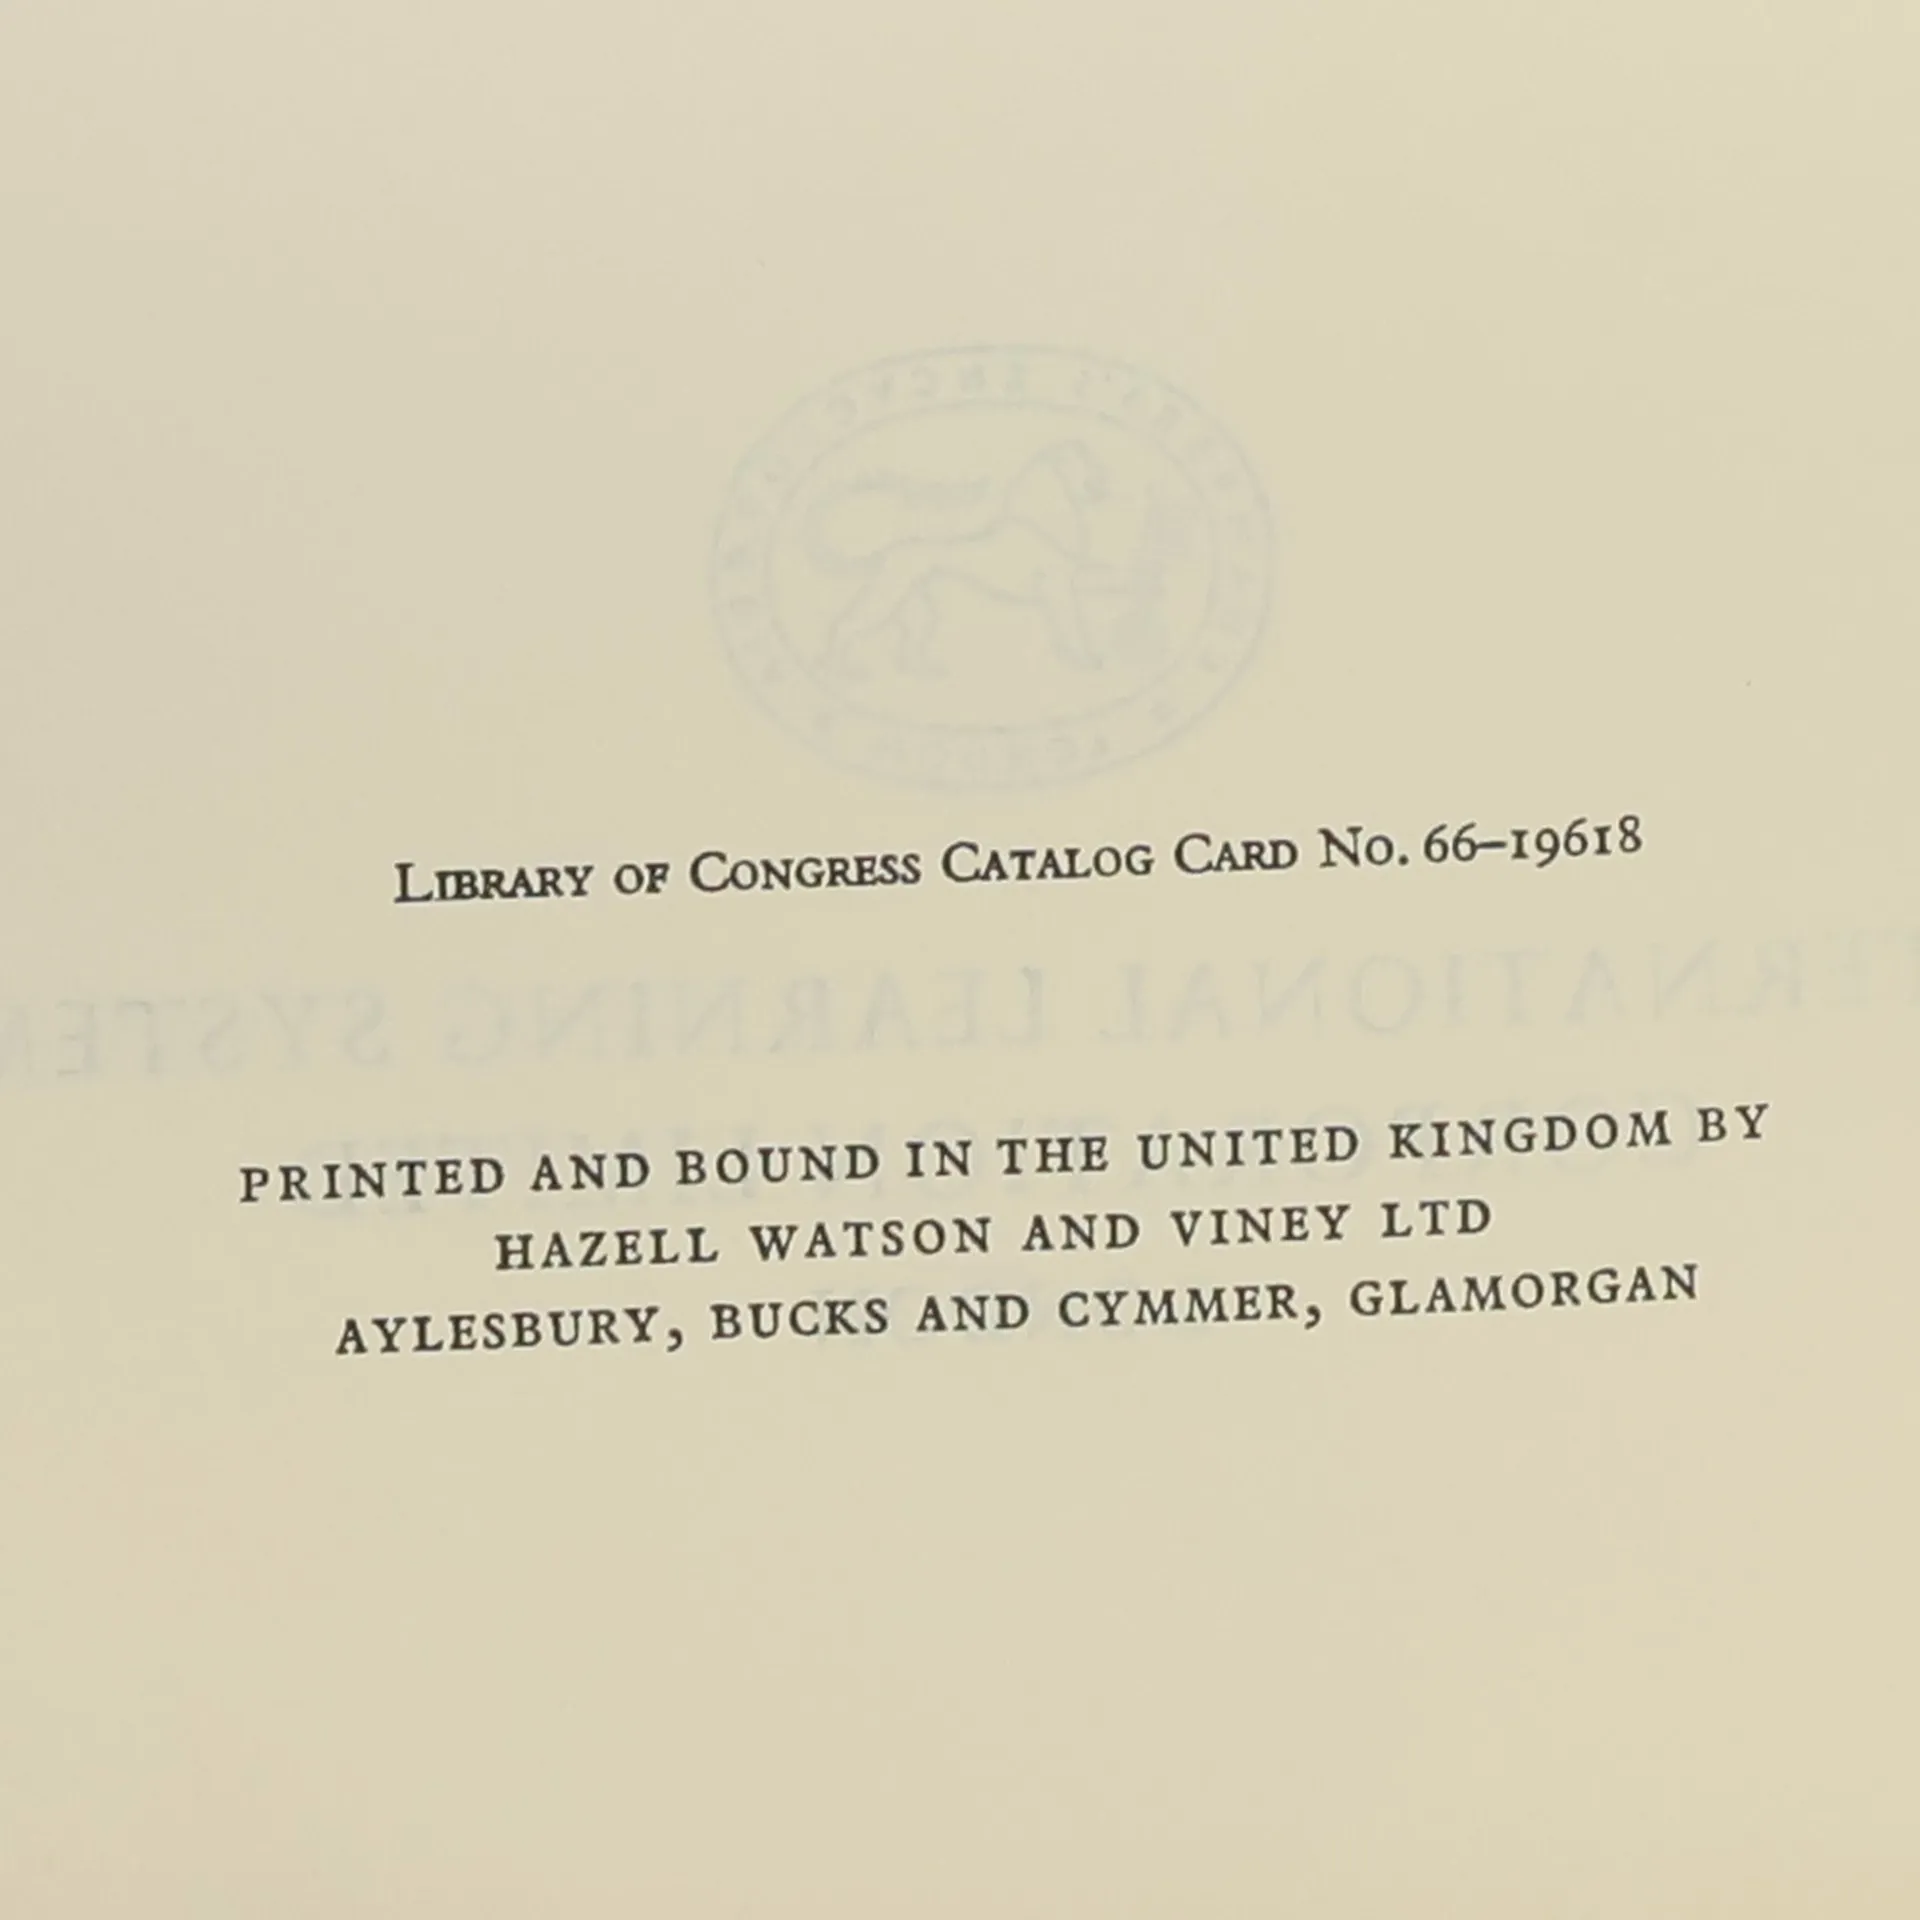 Library of Congress Catalog Card No. 66–19618
PRINTED AND BOUND IN THE UNITED KINGDOM BY
HAZELL WATSON AND VINEY LTD
AYLESBURY, BUCKS AND CYMMER, GLAMORGAN